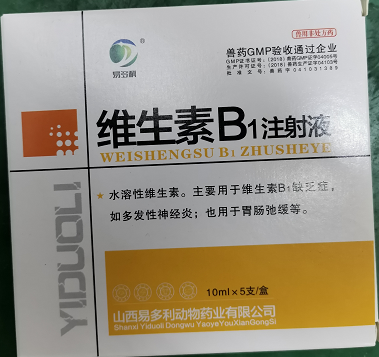 兽用非处方药
易多利
兽药GMP验收通过企业
维生素B1注射液
WEISHENGSU B1 ZHUSHEYE
★ 水溶性维生素。主要用于维生素B1缺乏症,
如多发性神经炎;也用于胃肠弛缓等。
YIDUOLI
10ml×5支/盒
山西易多利动物药业有限公司
Shanxi Yiduoli Dongwu YaoyeYouXianGongSi